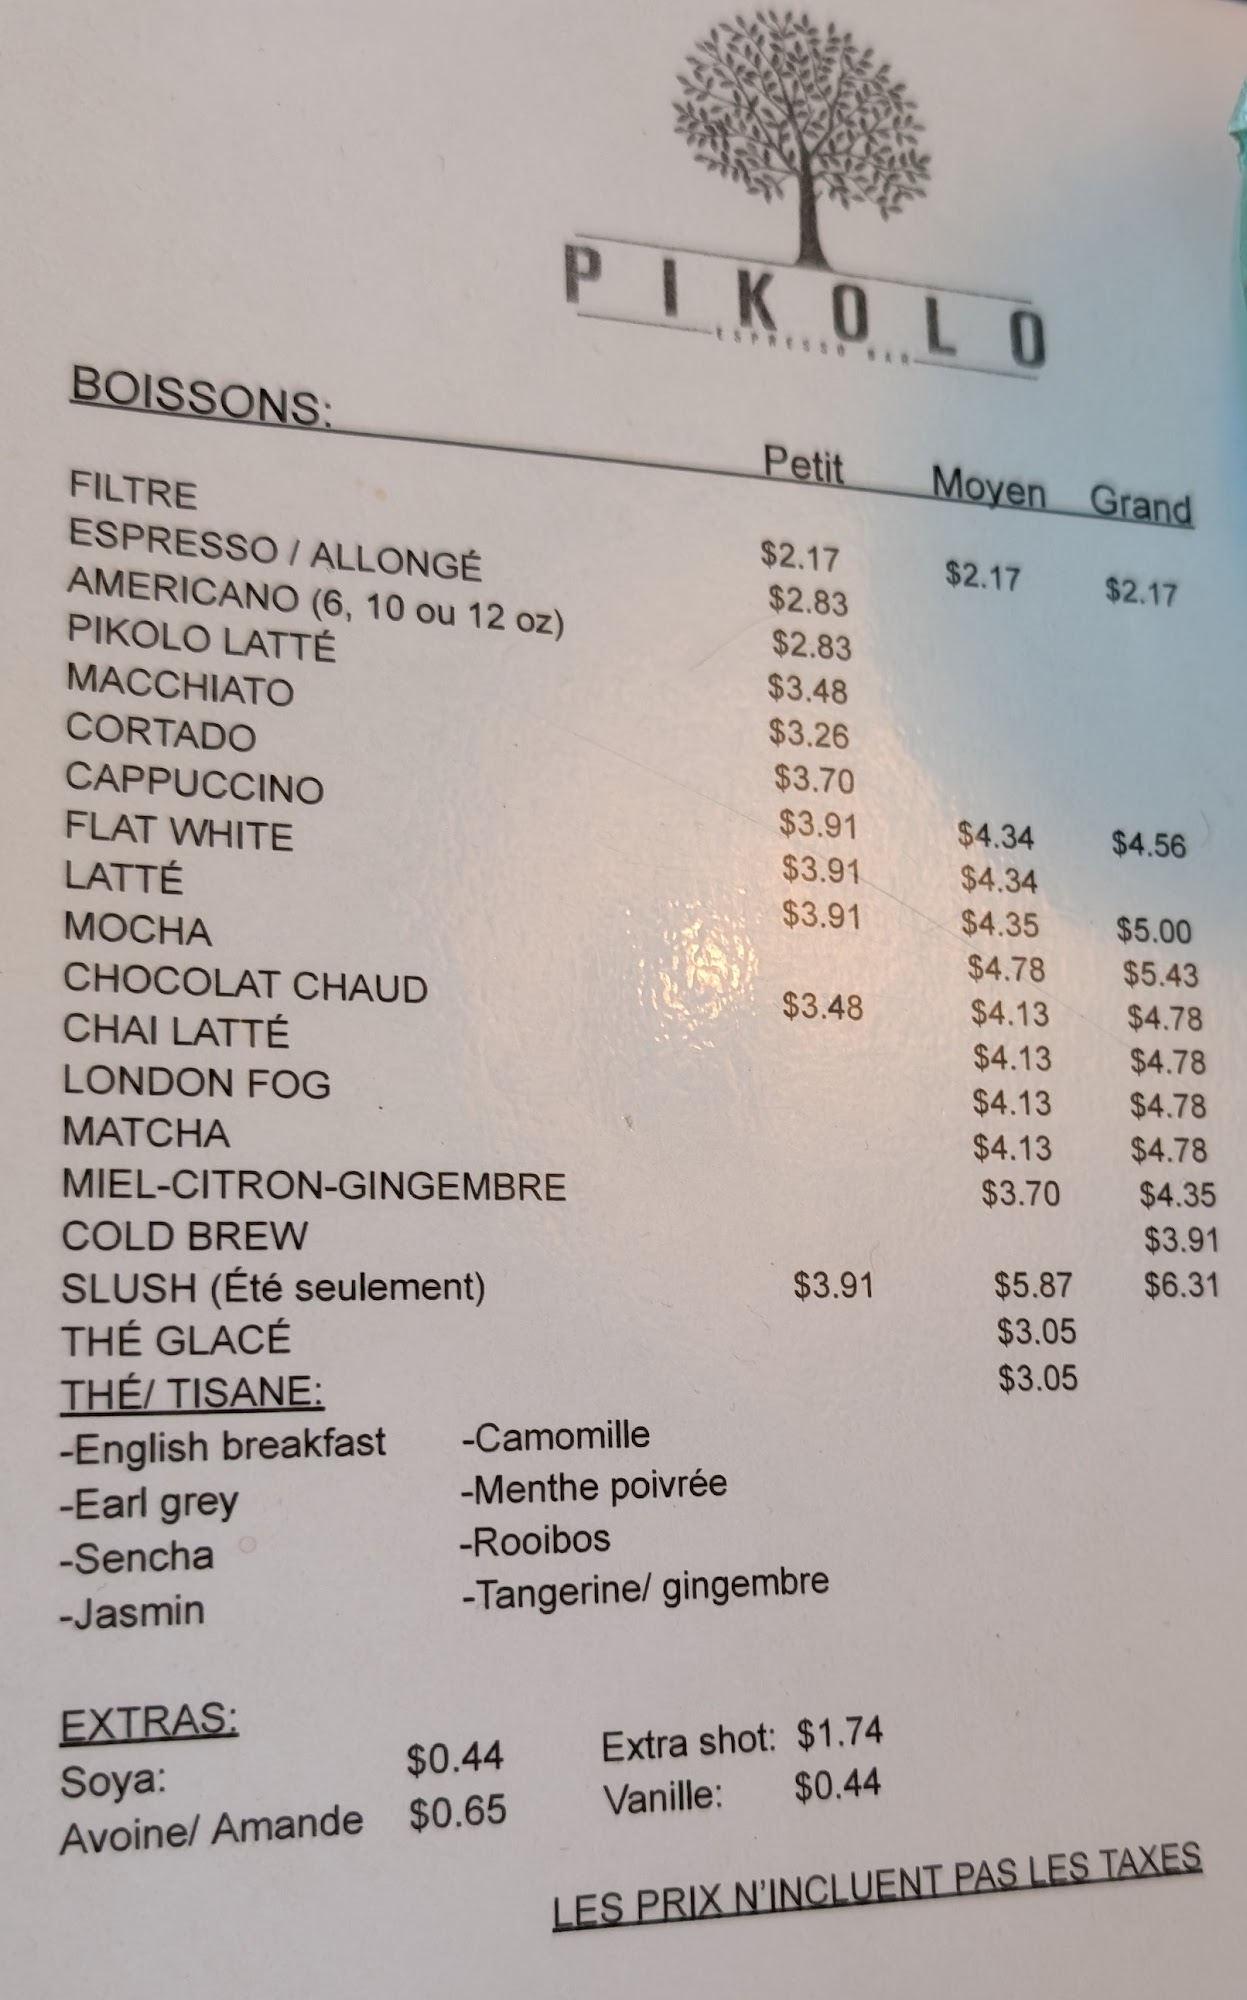 PIKOLO
ESPRESSO BAR
BOISSONS: Petit Moyen Grand
FILTRE $2.17 $2.17 $2.17
ESPRESSO / ALLONGÉ $2.83
AMERICANO (6, 10 ou 12 oz) $2.83
PIKOLO LATTÉ $3.48
MACCHIATO $3.26
CORTADO $3.70
CAPPUCCINO $3.91 $4.34 $4.56
FLAT WHITE $3.91 $4.34
LATTÉ $3.91 $4.35 $5.00
MOCHA $4.78 $5.43
CHOCOLAT CHAUD $3.48 $4.13 $4.78
CHAI LATTÉ $4.13 $4.78
LONDON FOG $4.13 $4.78
MATCHA $4.13 $4.78
MIEL-CITRON-GINGEMBRE $3.70 $4.35
COLD BREW $3.91
SLUSH (Été seulement) $3.91 $5.87 $6.31
THÉ GLACÉ $3.05
THÉ/ TISANE: $3.05
-English breakfast -Camomille
-Earl grey -Menthe poivrée
-Sencha -Rooibos
-Jasmin -Tangerine/ gingembre
EXTRAS:
Soya: $0.44 Extra shot: $1.74
Avoine/ Amande $0.65 Vanille: $0.44
LES PRIX N'INCLUENT PAS LES TAXES